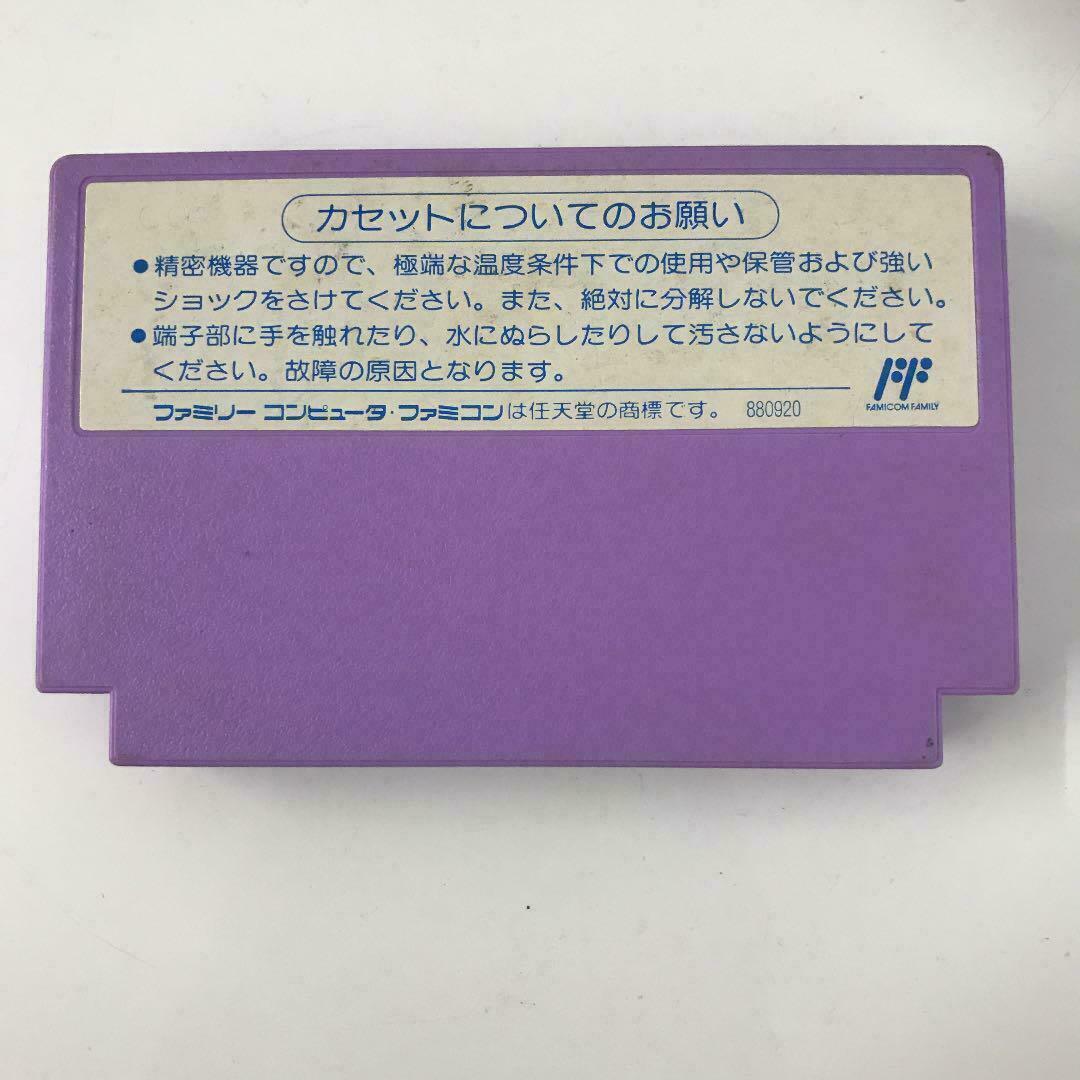 カセットについてのお願い
●精密機器ですので、極端な温度条件下での使用や保管および強い
ショックをさけてください。また、絶対に分解しないでください。
●端子部に手を触れたり、水にぬらしたりして汚さないようにして
ください。故障の原因となります。
ファミリー コンピュータ・ファミコンは任天堂の商標です。 880920
FAMICOM FAMILY